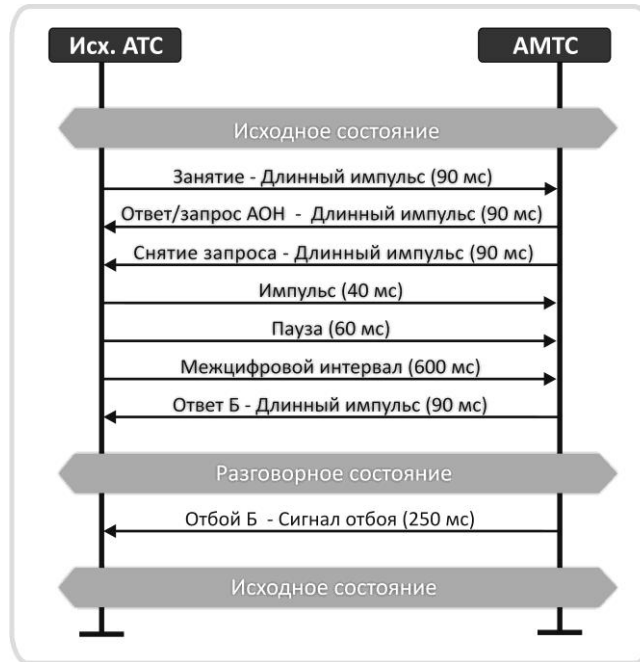 Исх. АТС
АМТС
Исходное состояние
Занятие - Длинный импульс (90 мс)
Ответ/запрос АОН - Длинный импульс (90 мс)
Снятие запроса - Длинный импульс (90 мс)
Импульс (40 мс)
Пауза (60 мс)
Межцифровой интервал (600 мс)
Ответ Б - Длинный импульс (90 мс)
Разговорное состояние
Отбой Б - Сигнал отбоя (250 мс)
Исходное состояние